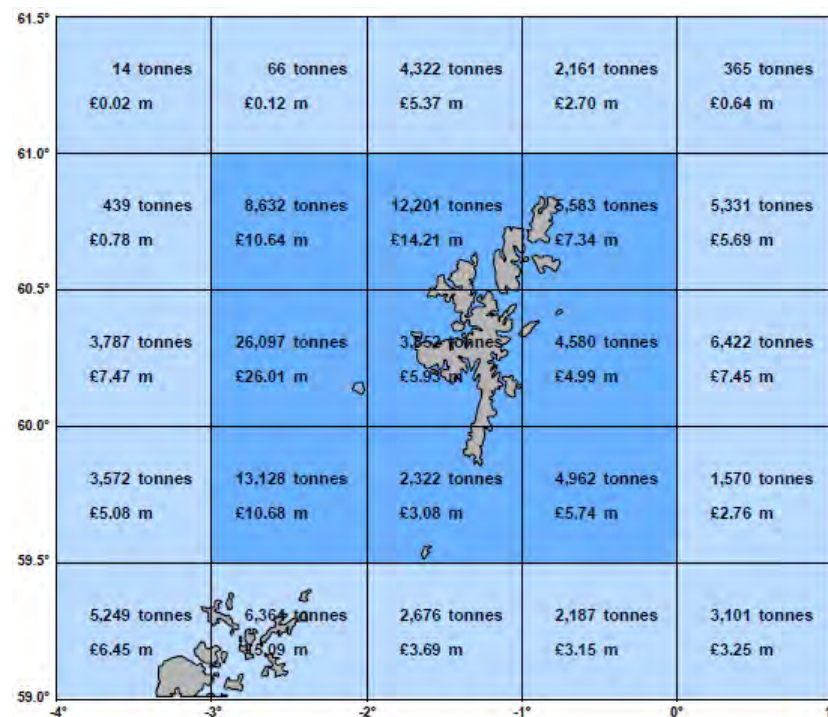 61.5°
14 tonnes 66 tonnes 4,322 tonnes 2,161 tonnes 365 tonnes
£0.02 m £0.12 m £5.37 m £2.70 m £0.64 m
61.0°
439 tonnes 8,632 tonnes 12,201 tonnes 5,583 tonnes 5,331 tonnes
£0.78 m £10.64 m £14.21 m £7.34 m £5.69 m
60.5°
3,787 tonnes 26,097 tonnes tonnes 4,580 tonnes 6,422 tonnes
£7.47 m £26.01 m £5.93 m £4.99 m £7.45 m
60.0°
3,572 tonnes 13,128 tonnes 2,322 tonnes 4,962 tonnes 1,570 tonnes
£5.08 m £10.68 m £3.08 m £5.74 m £2.76 m
59.5°
5,249 tonnes 6,364 tonnes 2,676 tonnes 2,187 tonnes 3,101 tonnes
£6.45 m m £3.69 m £3.15 m £3.25 m
59.0°
-4° -3° -2° -1° 0°